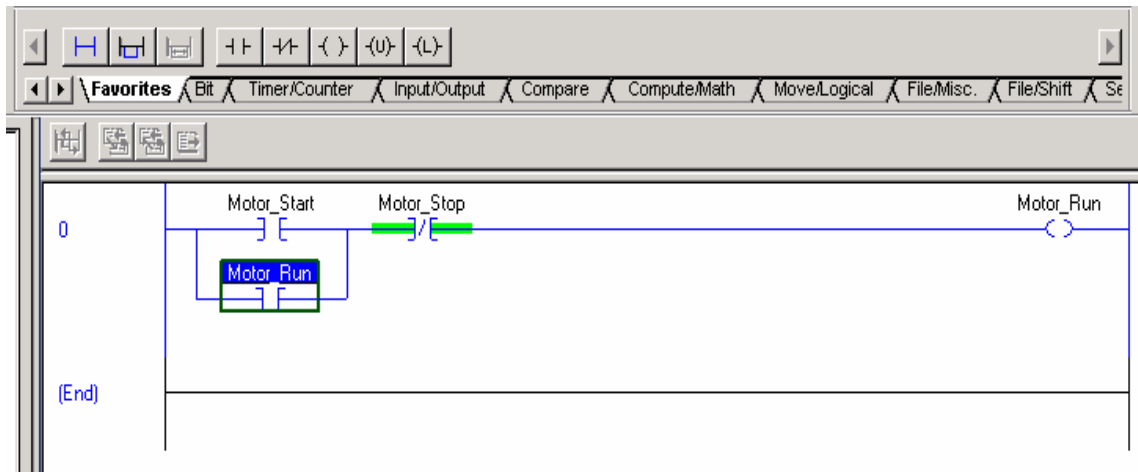 (U) (L)
Favorites Bit Timer/Counter Input/Output Compare Compute/Math Move/Logical File/Misc. File/Shift Se
Motor_Start Motor_Stop Motor_Run
0
Motor_Run
(End)